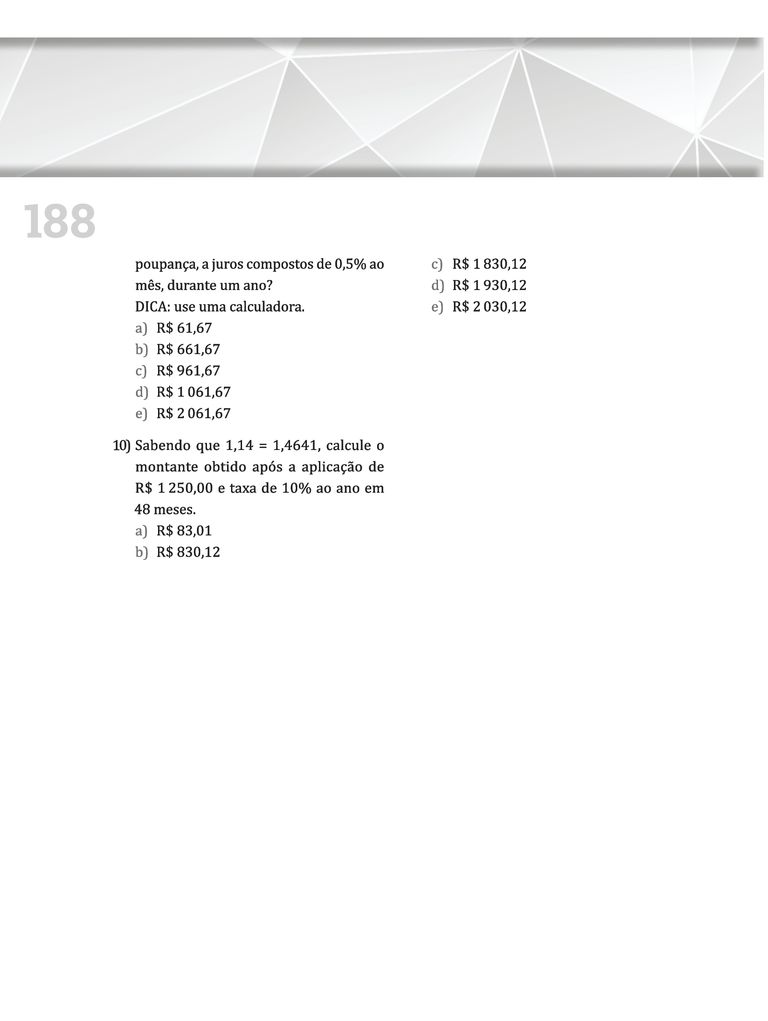 188
poupança, a juros compostos de 0,5% ao
mês, durante um ano?
DICA: use uma calculadora.
a) R$ 61,67
b) R$ 661,67
c) R$ 961,67
d) R$ 1 061,67
e) R$ 2 061,67
10) Sabendo que 1,14 = 1,4641, calcule o
montante obtido após a aplicação de
R$ 1 250,00 e taxa de 10% ao ano em
48 meses.
a) R$ 83,01
b) R$ 830,12
c) R$ 1 830,12
d) R$ 1 930,12
e) R$ 2 030,12